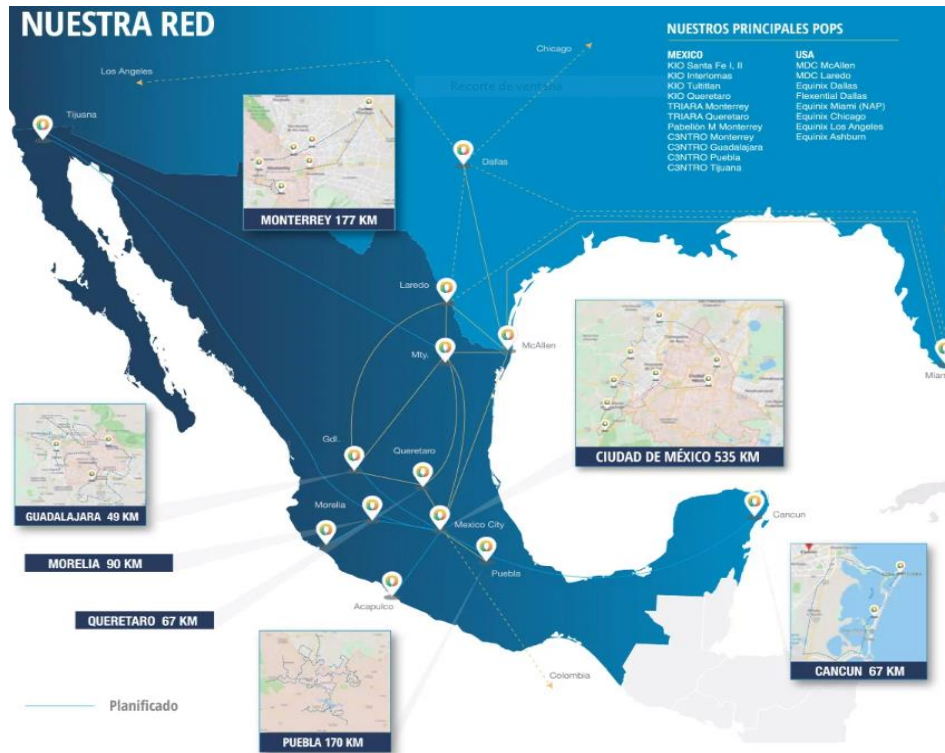 NUESTRA RED
NUESTROS PRINCIPALES POPS
MEXICO
KIO Santa Fe I, II
KIO Interlomas
KIO Tultitlan
KIO Queretaro
TRIARA Monterrey
TRIARA Queretaro
Pabellón M Monterrey
C3NTRO Monterrey
C3NTRO Guadalajara
C3NTRO Puebla
C3NTRO Tijuana
USA
MDC McAllen
MDC Laredo
Equinix Dallas
Flexential Dallas
Equinix Miami (NAP)
Equinix Chicago
Equinix Los Angeles
Equinix Ashburn
Chicago
Los Angeles
Recorte de ventana
Tijuana
Dallas
MONTERREY 177 KM
Laredo
McAllen
Mty.
Miam
Gdl.
Queretaro
CIUDAD DE MÉXICO 535 KM
GUADALAJARA 49 KM
Morelia
Mexico City
Cancun
MORELIA 90 KM
Puebla
Acapulco
QUERETARO 67 KM
CANCUN 67 KM
Colombia
Planificado
PUEBLA 170 KM